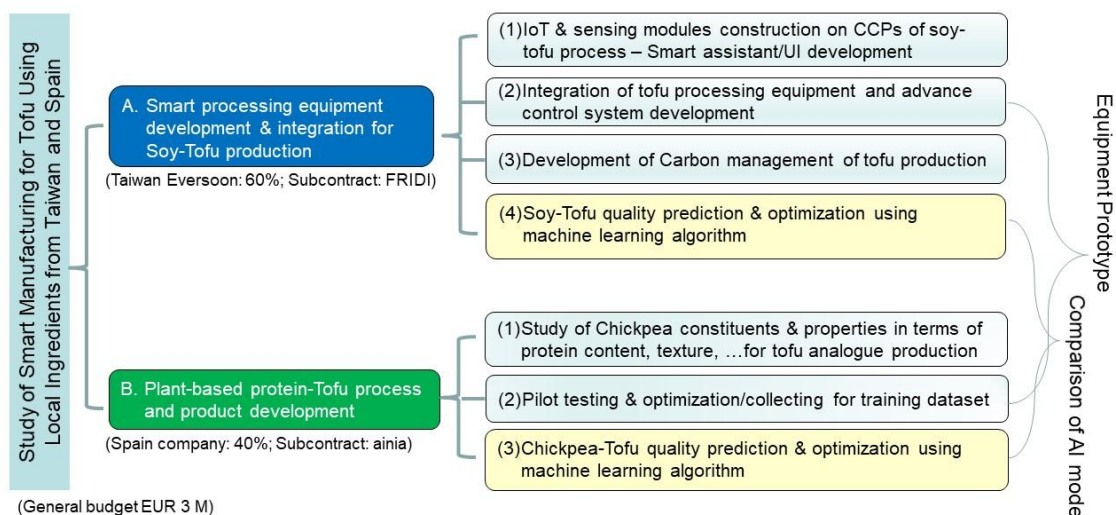 Study of Smart Manufacturing for Tofu Using
Local Ingredients from Taiwan and Spain
A. Smart processing equipment
development & integration for
Soy-Tofu production
(Taiwan Eversoon: 60%; Subcontract: FRIDI)
(1)IoT & sensing modules construction on CCPs of soy-
tofu process – Smart assistant/UI development
(2)Integration of tofu processing equipment and advance
control system development
(3)Development of Carbon management of tofu production
(4)Soy-Tofu quality prediction & optimization using
machine learning algorithm
B. Plant-based protein-Tofu process
and product development
(Spain company: 40%; Subcontract: ainia)
(1)Study of Chickpea constituents & properties in terms of
protein content, texture, …for tofu analogue production
(2)Pilot testing & optimization/collecting for training dataset
(3)Chickpea-Tofu quality prediction & optimization using
machine learning algorithm
Equipment Prototype
Comparison of AI mode
(General budget EUR 3 M)